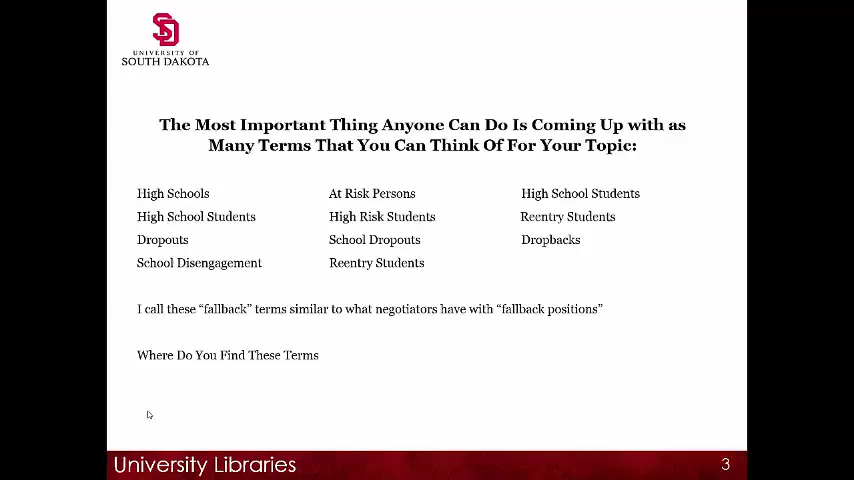 SD
UNIVERSITY OF
SOUTH DAKOTA
The Most Important Thing Anyone Can Do Is Coming Up with as
Many Terms That You Can Think Of For Your Topic:
High Schools
High School Students
Dropouts
School Disengagement
At Risk Persons
High Risk Students
School Dropouts
Reentry Students
High School Students
Reentry Students
Dropbacks
I call these “fallback” terms similar to what negotiators have with “fallback positions”
Where Do You Find These Terms
University Libraries
3